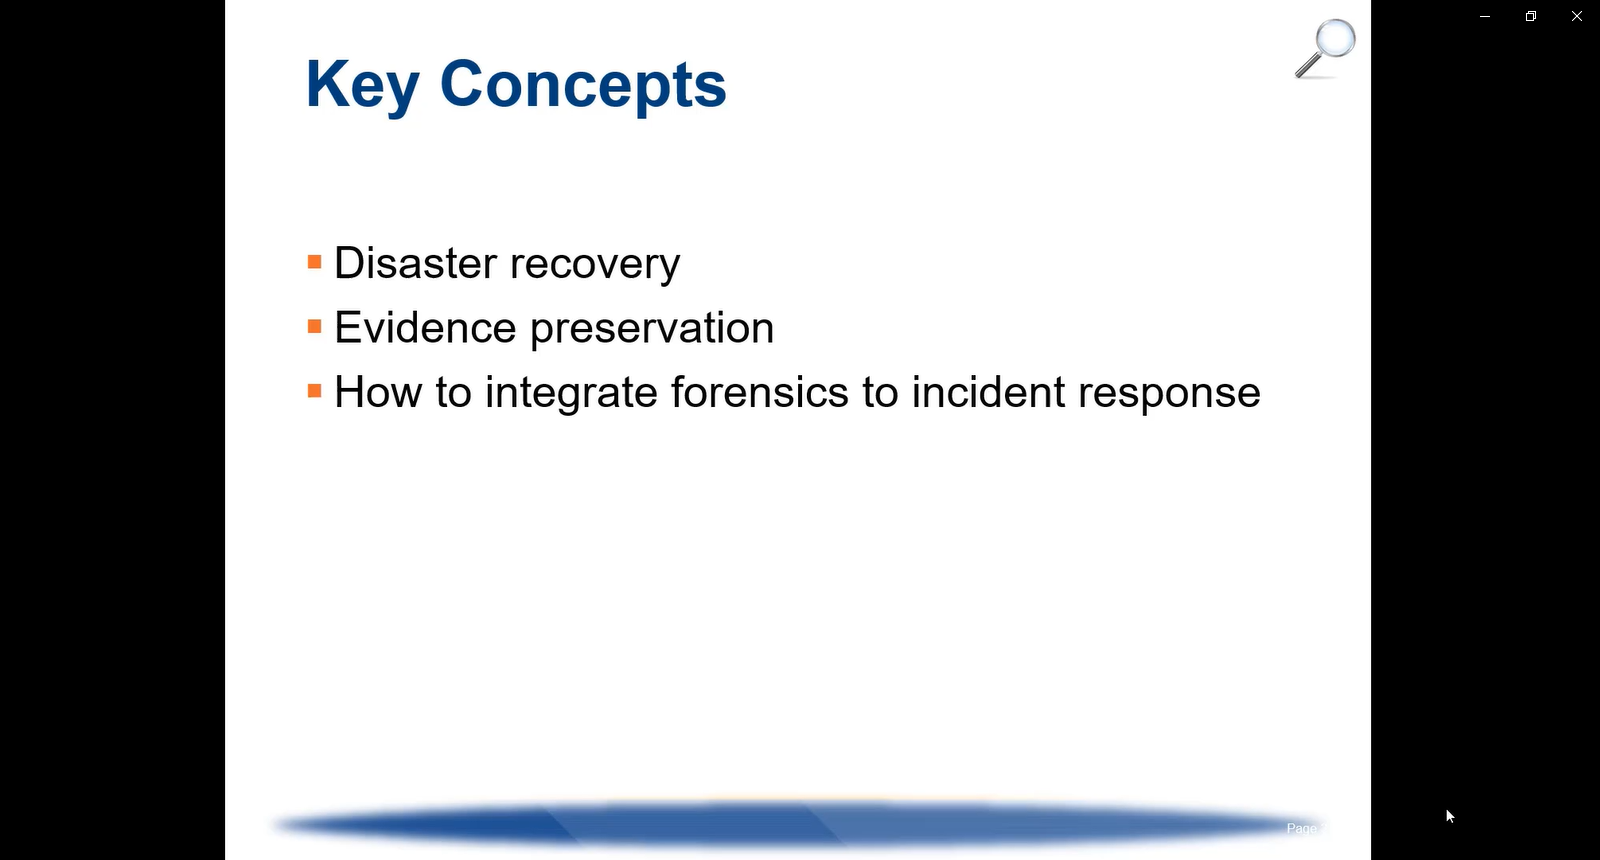 Key Concepts
Disaster recovery
Evidence preservation
How to integrate forensics to incident response
Page